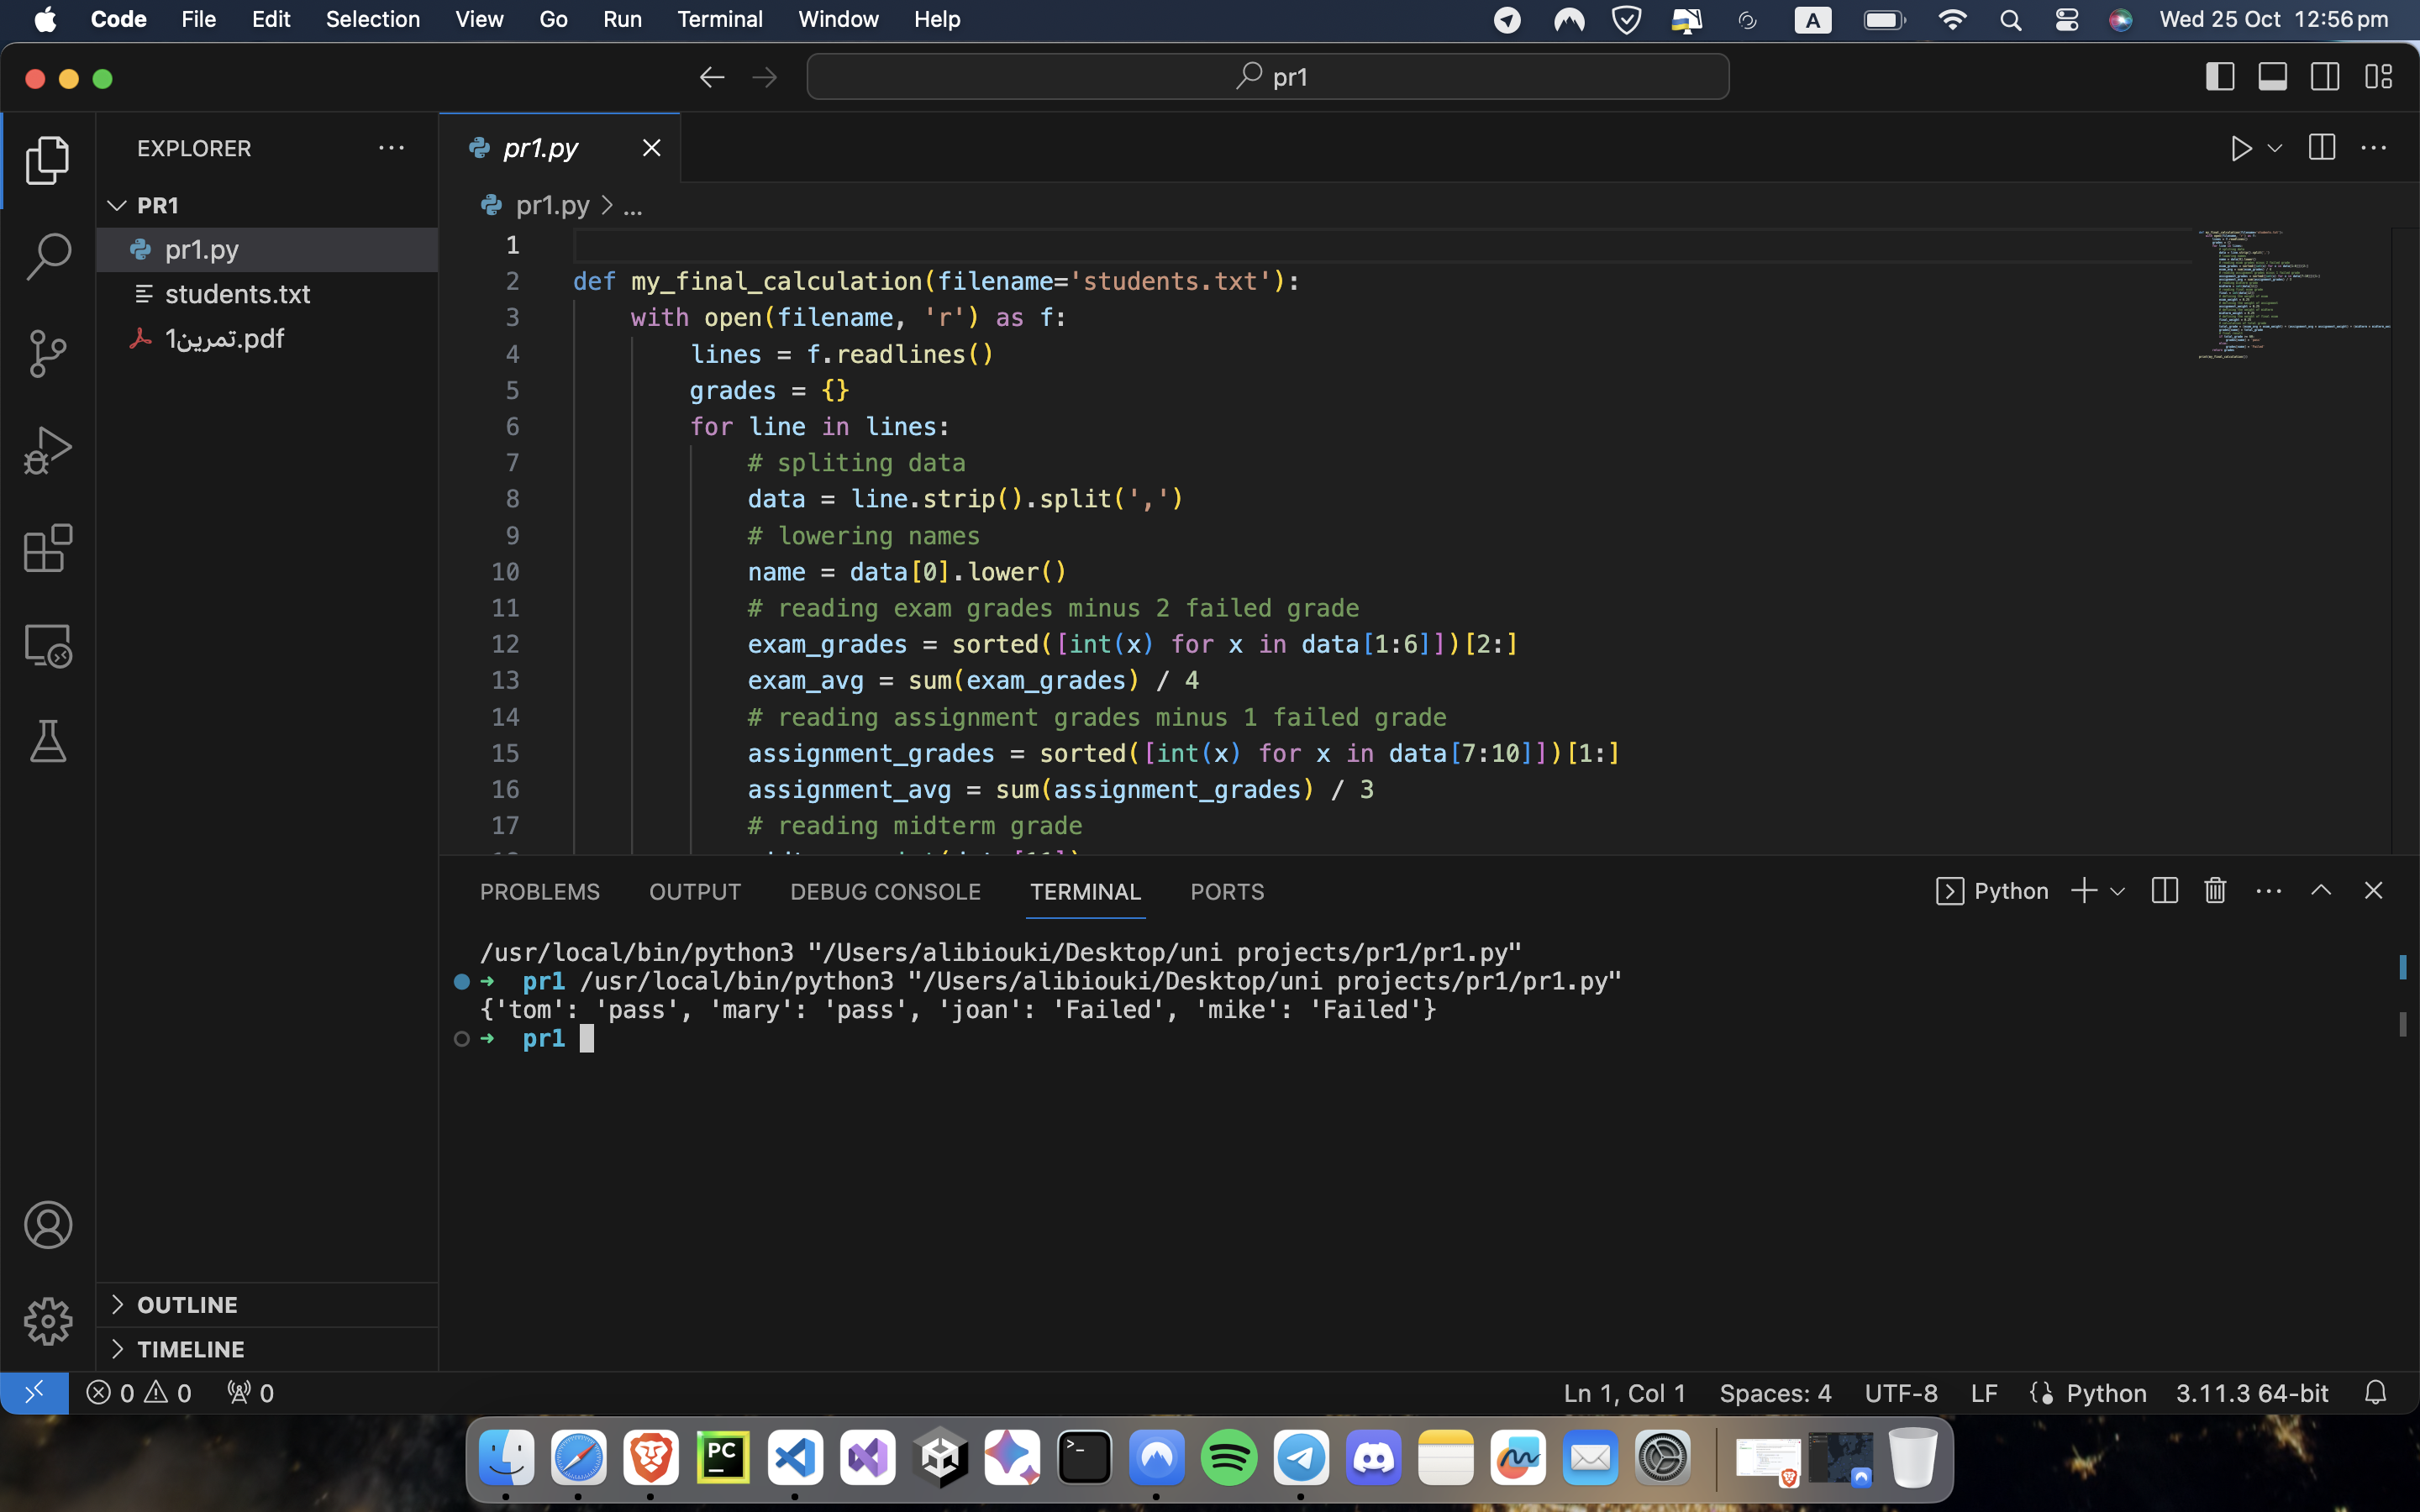 Code File Edit Selection View Go Run Terminal Window Help A Wed 25 Oct 12:56 pm
pr1
EXPLORER
PR1
pr1.py
students.txt
تمرین1.pdf
OUTLINE
TIMELINE
pr1.py
pr1.py > ...
1
2 def my_final_calculation(filename='students.txt'):
3 with open(filename, 'r') as f:
4 lines = f.readlines()
5 grades = {}
6 for line in lines:
7 # spliting data
8 data = line.strip().split(',')
9 # lowering names
10 name = data[0].lower()
11 # reading exam grades minus 2 failed grade
12 exam_grades = sorted([int(x) for x in data[1:6]])[2:]
13 exam_avg = sum(exam_grades) / 4
14 # reading assignment grades minus 1 failed grade
15 assignment_grades = sorted([int(x) for x in data[7:10]])[1:]
16 assignment_avg = sum(assignment_grades) / 3
17 # reading midterm grade
PROBLEMS OUTPUT DEBUG CONSOLE TERMINAL PORTS Python
/usr/local/bin/python3 "/Users/alibiouki/Desktop/uni projects/pr1/pr1.py"
➜ pr1 /usr/local/bin/python3 "/Users/alibiouki/Desktop/uni projects/pr1/pr1.py"
{'tom': 'pass', 'mary': 'pass', 'joan': 'Failed', 'mike': 'Failed'}
➜ pr1
0 0 0 Ln 1, Col 1 Spaces: 4 UTF-8 LF Python 3.11.3 64-bit
PC